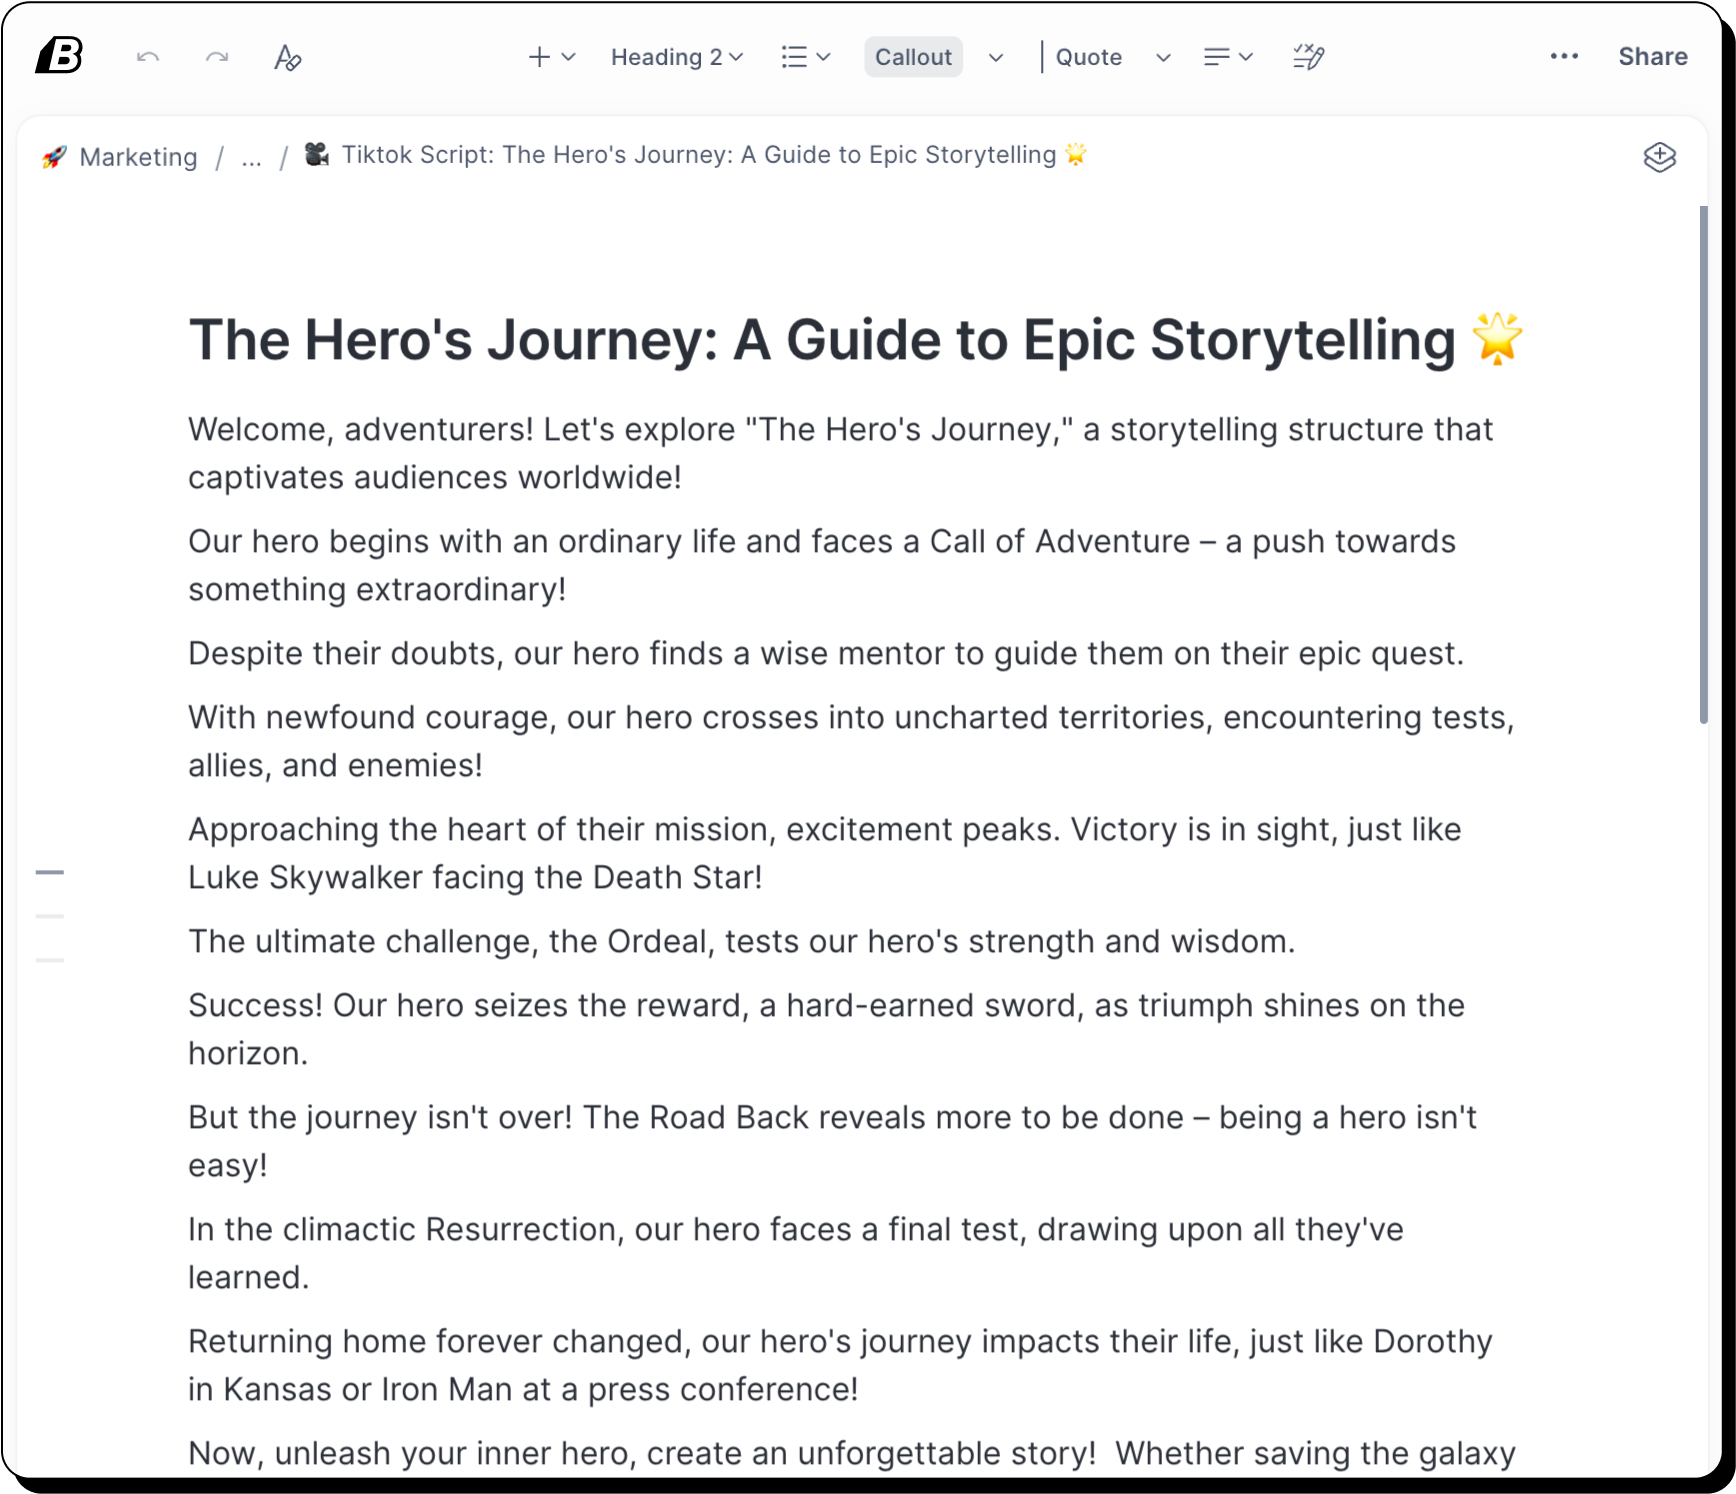 B
Heading 2
Callout
Quote
Share
🚀 Marketing / ... / 🎥 Tiktok Script: The Hero's Journey: A Guide to Epic Storytelling 🌟
The Hero's Journey: A Guide to Epic Storytelling 🌟
Welcome, adventurers! Let's explore "The Hero's Journey," a storytelling structure that
captivates audiences worldwide!
Our hero begins with an ordinary life and faces a Call of Adventure – a push towards
something extraordinary!
Despite their doubts, our hero finds a wise mentor to guide them on their epic quest.
With newfound courage, our hero crosses into uncharted territories, encountering tests,
allies, and enemies!
Approaching the heart of their mission, excitement peaks. Victory is in sight, just like
Luke Skywalker facing the Death Star!
The ultimate challenge, the Ordeal, tests our hero's strength and wisdom.
Success! Our hero seizes the reward, a hard-earned sword, as triumph shines on the
horizon.
But the journey isn't over! The Road Back reveals more to be done – being a hero isn't
easy!
In the climactic Resurrection, our hero faces a final test, drawing upon all they've
learned.
Returning home forever changed, our hero's journey impacts their life, just like Dorothy
in Kansas or Iron Man at a press conference!
Now, unleash your inner hero, create an unforgettable story!  Whether saving the galaxy